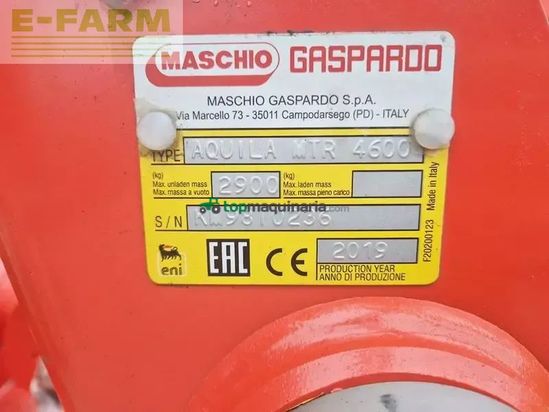 E-FARM
MASCHIO GASPARDO
MASCHIO GASPARDO S.p.A.
Via Marcello 73 - 35011 Campodarsego (PD) - ITALY
TYPE AQUILA MTR 4600
(kg) Max. unladen mass Max. massa a vuoto 2900 (kg) Max. laden mass Max. massa pieno carico
topmaquinaria.com
S/N
eni EAC CE 2019
PRODUCTION YEAR
ANNO DI PRODUZIONE
F20200123 Made in Italy